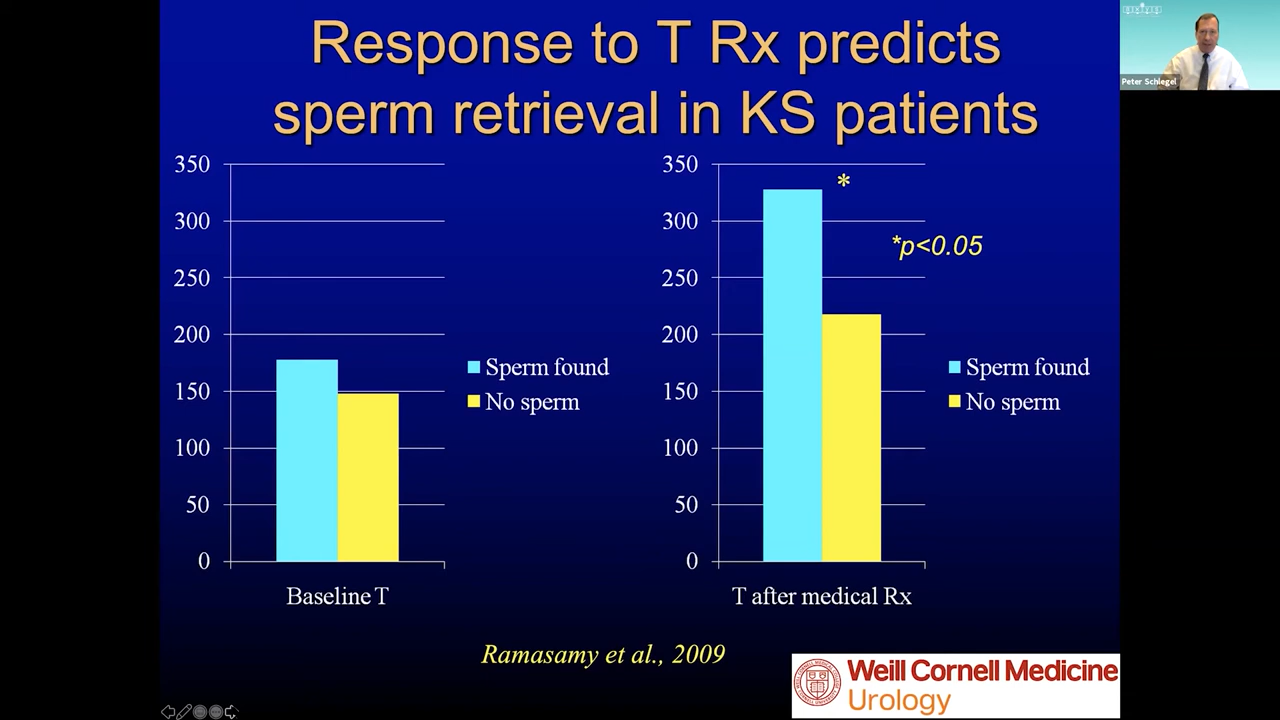 Response to T Rx predicts
sperm retrieval in KS patients
Peter Schlegel
350
300
250
200
150
100
50
0
Baseline T
Sperm found
No sperm
350
300
250
200
150
100
50
0
*
*p<0.05
T after medical Rx
Sperm found
No sperm
Ramasamy et al., 2009
Weill Cornell Medicine
Urology